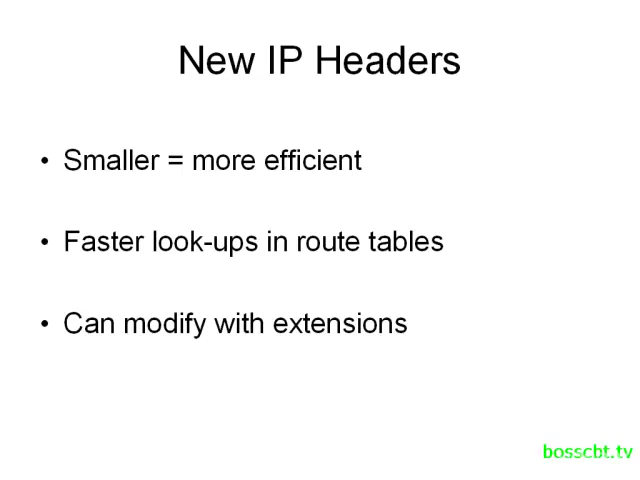 New IP Headers
• Smaller = more efficient
• Faster look-ups in route tables
• Can modify with extensions
bosscbt.tv